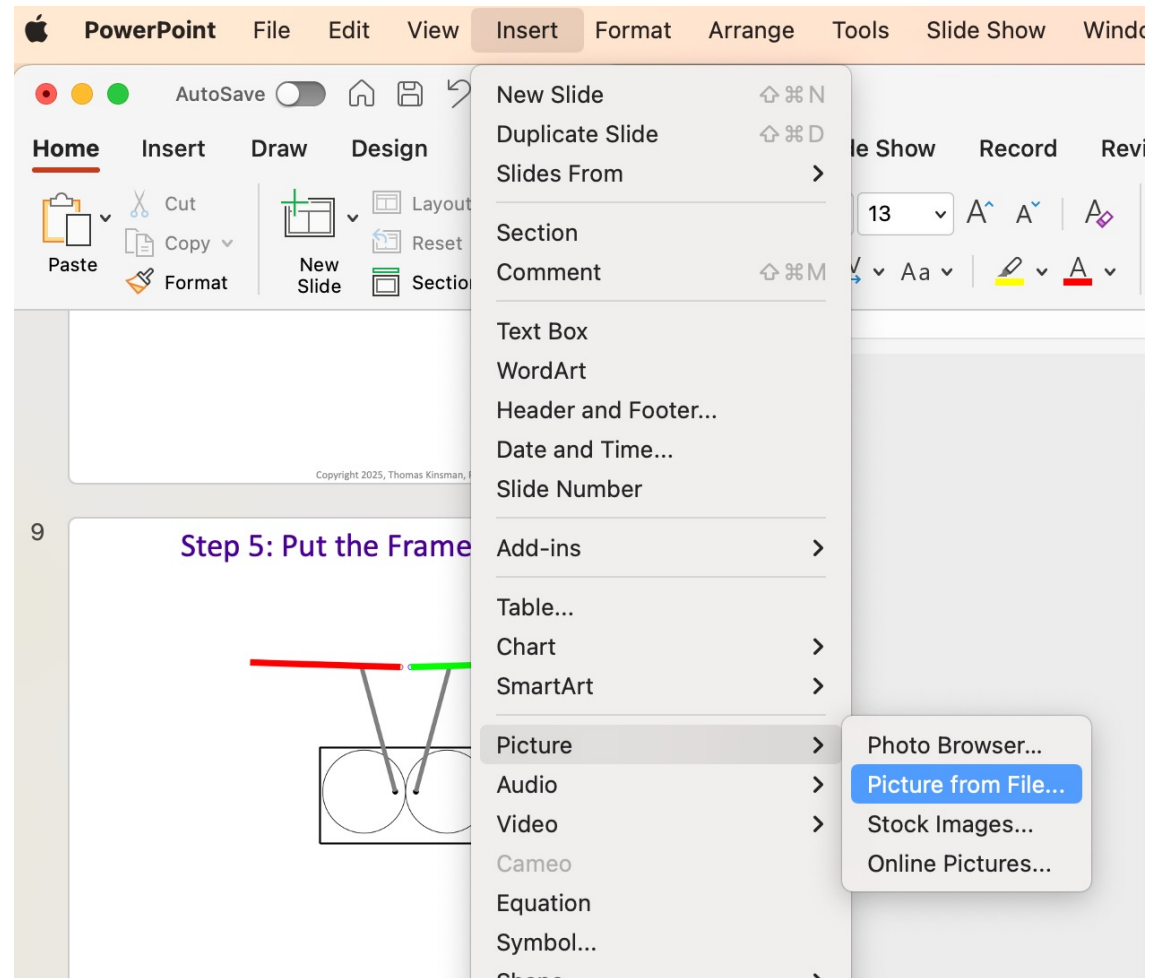 PowerPoint File Edit View Insert Format Arrange Tools Slide Show
AutoSave
Home Insert Draw Design Show Record
Cut
Copy
Format
Paste
New
Slide
Layout
Reset
13
Aa
A
New Slide ⇧⌘N
Duplicate Slide ⇧⌘D
Slides From
Section
Comment ⇧⌘M
Text Box
WordArt
Header and Footer...
Date and Time...
Slide Number
Add-ins
Table...
Chart
SmartArt
Picture
Audio
Video
Cameo
Equation
Symbol...
Photo Browser...
Picture from File...
Stock Images...
Online Pictures...
Copyright 2025, Thomas Kinsman,
9
Step 5: Put the Frame